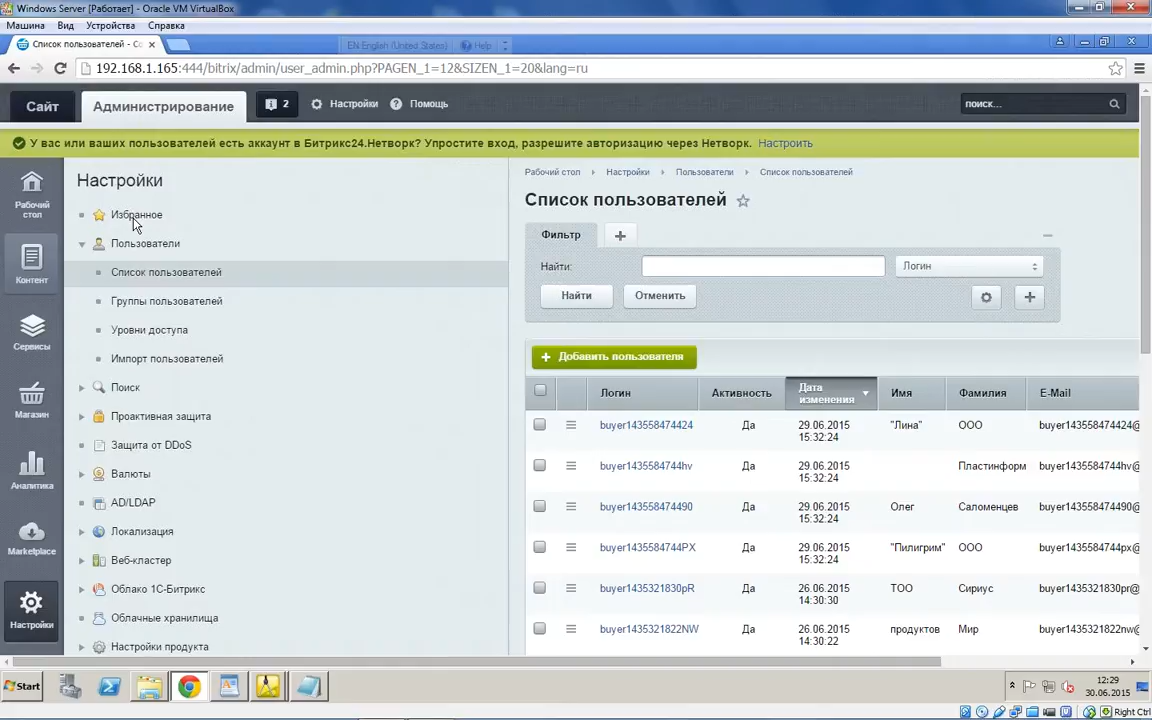 Windows Server [Работает] - Oracle VM VirtualBox
Машина Вид Устройства Справка
Список пользователей - Сс
EN English (United States) Help
192.168.1.165:444/bitrix/admin/user_admin.php?PAGEN_1=12&SIZEN_1=20&lang=ru
Сайт Администрирование 2 Настройки Помощь поиск...
У вас или ваших пользователей есть аккаунт в Битрикс24.Нетворк? Упростите вход, разрешите авторизацию через Нетворк. Настроить
Рабочий стол
Контент
Сервисы
Магазин
Аналитика
Marketplace
Настройки
Настройки
Избранное
Пользователи
Список пользователей
Группы пользователей
Уровни доступа
Импорт пользователей
Поиск
Проактивная защита
Защита от DDoS
Валюты
AD/LDAP
Локализация
Веб-кластер
Облако 1С-Битрикс
Облачные хранилища
Настройки продукта
Рабочий стол Настройки Пользователи Список пользователей
Список пользователей
Фильтр
Найти: Логин
Найти Отменить
Добавить пользователя
Логин Активность Дата изменения Имя Фамилия E-Mail
buyer143558474424 Да 29.06.2015 15:32:24 "Лина" ООО buyer143558474424@
buyer1435584744hv Да 29.06.2015 15:32:24 Пластинформ buyer1435584744hv@
buyer143558474490 Да 29.06.2015 15:32:24 Олег Саломенцев buyer143558474490@
buyer1435584744PX Да 29.06.2015 15:32:24 "Пилигрим" ООО buyer1435584744px@
buyer1435321830pR Да 26.06.2015 14:30:30 ТОО Сириус buyer1435321830pr@
buyer1435321822NW Да 26.06.2015 14:30:22 продуктов Мир buyer1435321822nw@
Start
12:29
30.06.2015
Right Ctrl